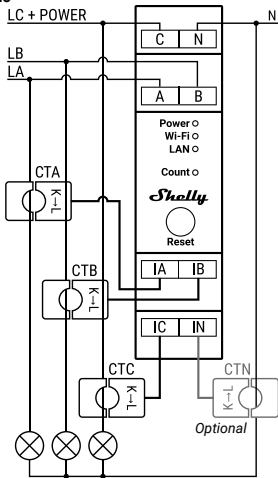 LC + POWER
N
C N
LB
LA
A B
Power
Wi-Fi
LAN
Count
Shelly
Reset
CTA
K→L
CTB
K→L
IA IB
IC IN
CTC
K→L
CTN
K→L
Optional